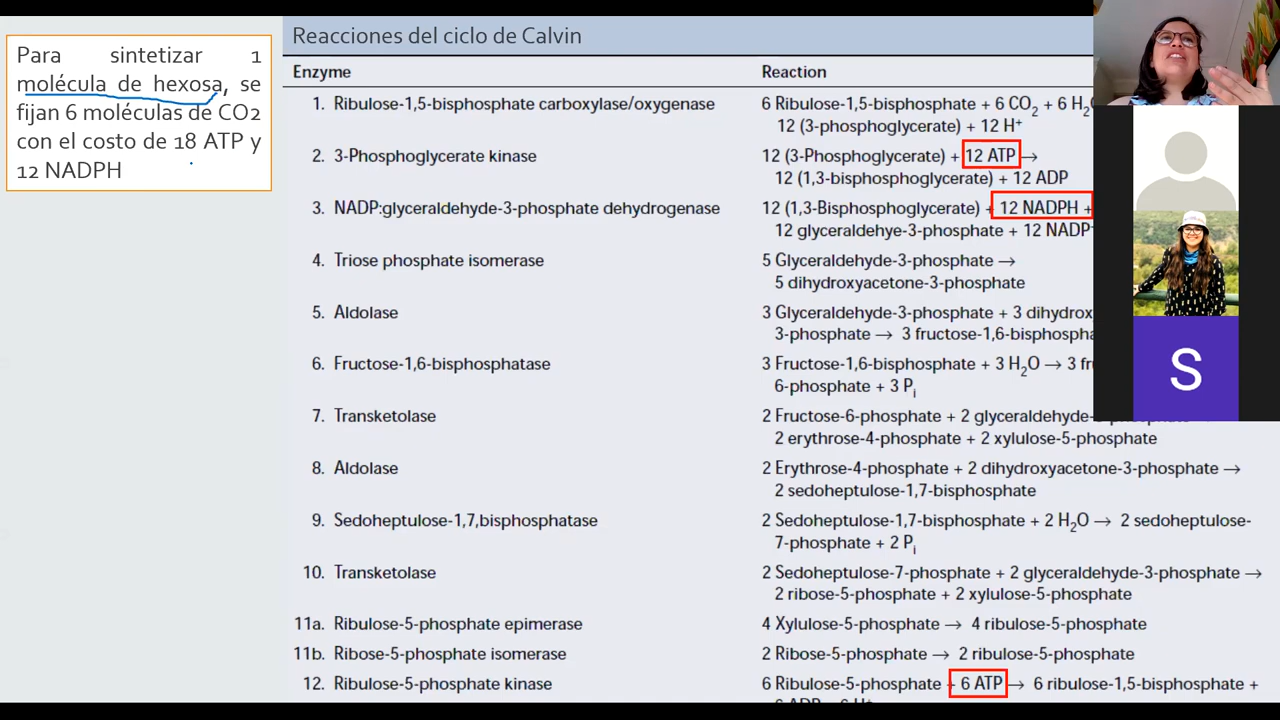 Para sintetizar 1
molécula de hexosa, se
fijan 6 moléculas de CO2
con el costo de 18 ATP y
12 NADPH
Reacciones del ciclo de Calvin
Enzyme Reaction
1. Ribulose-1,5-bisphosphate carboxylase/oxygenase 6 Ribulose-1,5-bisphosphate + 6 CO₂ + 6
12 (3-phosphoglycerate) + 12 H⁺
2. 3-Phosphoglycerate kinase 12 (3-Phosphoglycerate) + 12 ATP →
12 (1,3-bisphosphoglycerate) + 12 ADP
3. NADP:glyceraldehyde-3-phosphate dehydrogenase 12 (1,3-Bisphosphoglycerate) + 12 NADPH +
12 glyceraldehye-3-phosphate + 12 NADP
4. Triose phosphate isomerase 5 Glyceraldehyde-3-phosphate →
5 dihydroxyacetone-3-phosphate
5. Aldolase 3 Glyceraldehyde-3-phosphate + 3
3-phosphate → 3
6. Fructose-1,6-bisphosphatase 3 Fructose-1,6-bisphosphate + 3 H₂O → 3
6-phosphate + 3 Pᵢ
7. Transketolase 2 Fructose-6-phosphate + 2
2 erythrose-4-phosphate + 2 xylulose-5-phosphate
8. Aldolase 2 Erythrose-4-phosphate + 2 dihydroxyacetone-3-phosphate →
2 sedoheptulose-1,7-bisphosphate
9. Sedoheptulose-1,7,bisphosphatase 2 Sedoheptulose-1,7-bisphosphate + 2 H₂O → 2 sedoheptulose-
7-phosphate + 2 Pᵢ
10. Transketolase 2 Sedoheptulose-7-phosphate + 2 glyceraldehyde-3-phosphate →
2 ribose-5-phosphate + 2 xylulose-5-phosphate
11a. Ribulose-5-phosphate epimerase 4 Xylulose-5-phosphate → 4 ribulose-5-phosphate
11b. Ribose-5-phosphate isomerase 2 Ribose-5-phosphate → 2 ribulose-5-phosphate
12. Ribulose-5-phosphate kinase 6 Ribulose-5-phosphate + 6 ATP → 6 ribulose-1,5-bisphosphate +
S